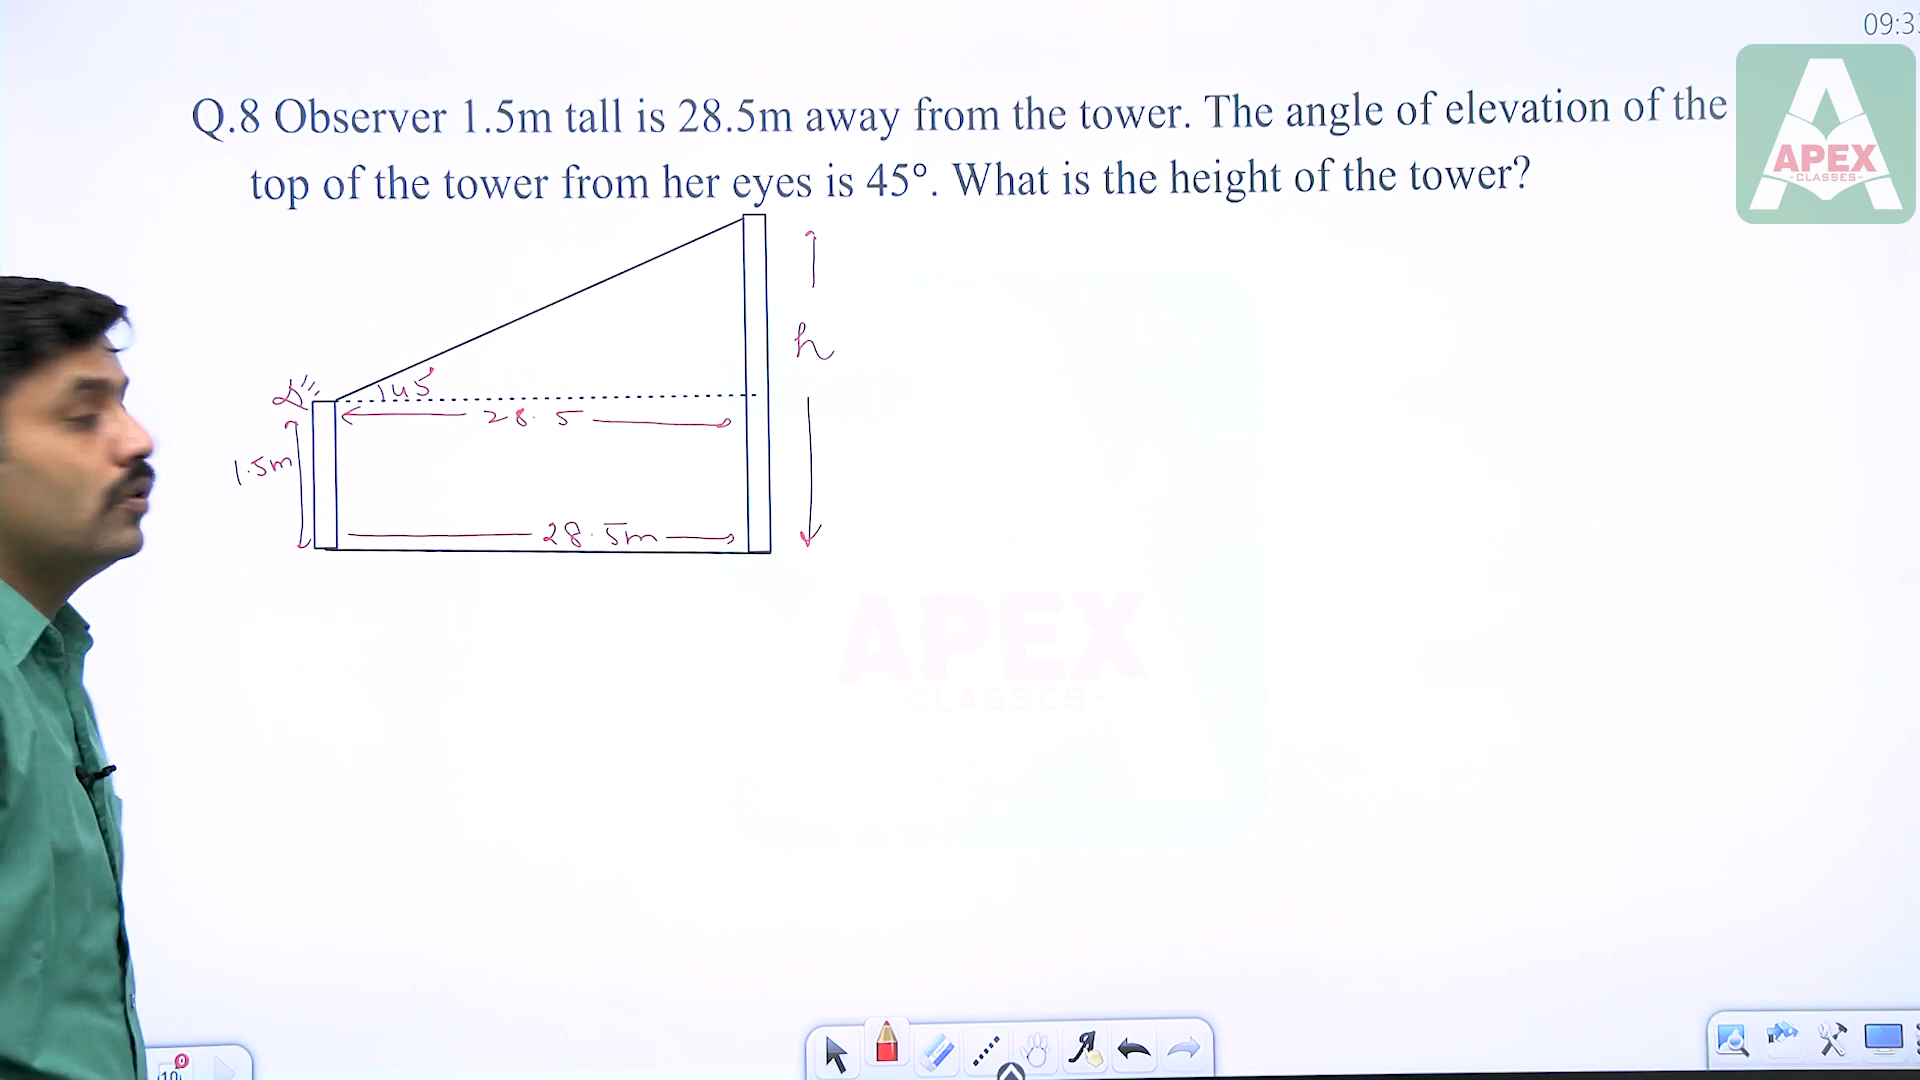 09:3
APEX
-CLASSES-
Q.8 Observer 1.5m tall is 28.5m away from the tower. The angle of elevation of the
top of the tower from her eyes is 45°. What is the height of the tower?
h
45°
28.5
1.5m
28.5m
APEX
-CLASSES-